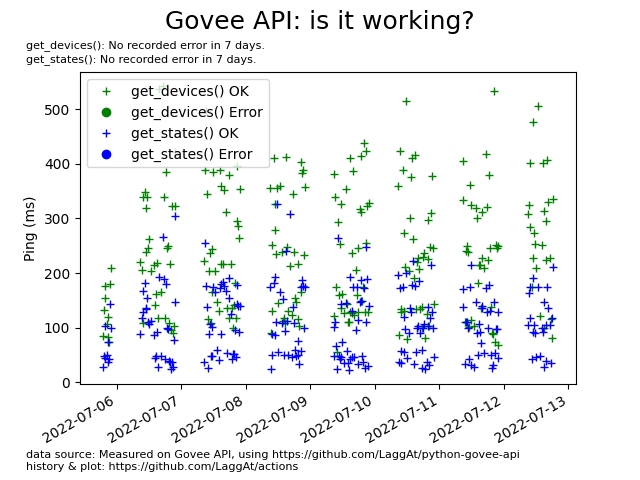 Govee API: is it working?
get_devices(): No recorded error in 7 days.
get_states(): No recorded error in 7 days.
get_devices() OK
get_devices() Error
get_states() OK
get_states() Error
Ping (ms)
500
400
300
200
100
0
2022-07-06
2022-07-07
2022-07-08
2022-07-09
2022-07-10
2022-07-11
2022-07-12
2022-07-13
data source: Measured on Govee API, using https://github.com/LaggAt/python-govee-api
history & plot: https://github.com/LaggAt/actions